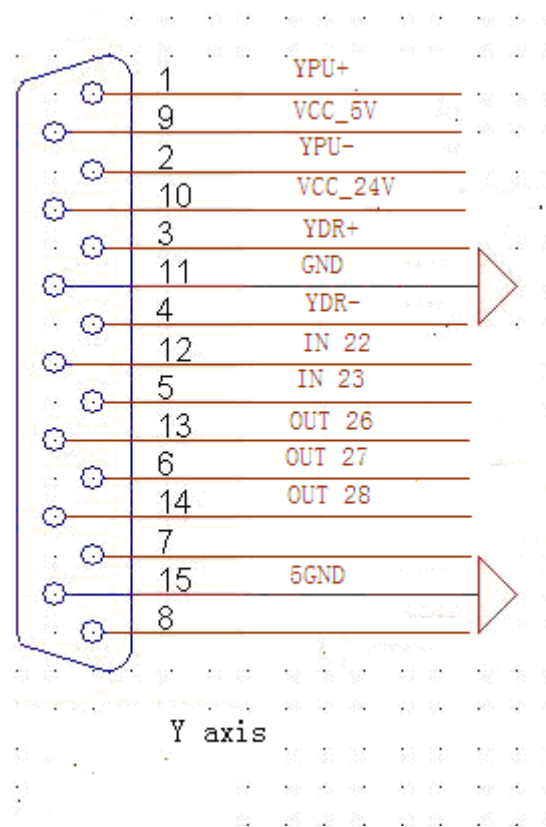 1 YPU+
9 VCC_5V
2 YPU-
10 VCC_24V
3 YDR+
11 GND
4 YDR-
12 IN 22
5 IN 23
13 OUT 26
6 OUT 27
14 OUT 28
7
15 5GND
8
Y axis